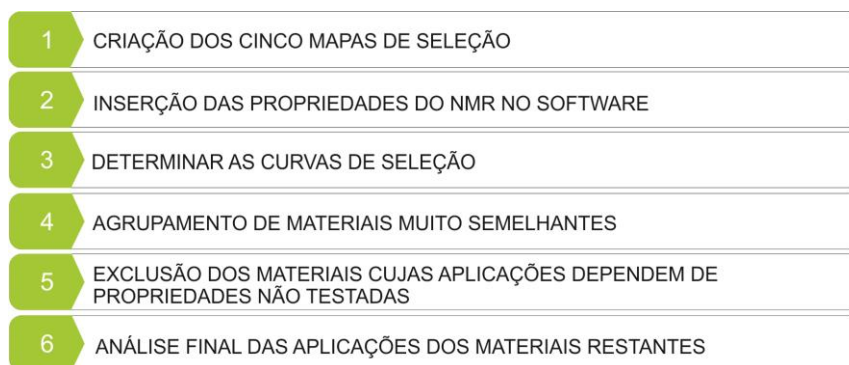 1 CRIAÇÃO DOS CINCO MAPAS DE SELEÇÃO
2 INSERÇÃO DAS PROPRIEDADES DO NMR NO SOFTWARE
3 DETERMINAR AS CURVAS DE SELEÇÃO
4 AGRUPAMENTO DE MATERIAIS MUITO SEMELHANTES
5 EXCLUSÃO DOS MATERIAIS CUJAS APLICAÇÕES DEPENDEM DE
PROPRIEDADES NÃO TESTADAS
6 ANÁLISE FINAL DAS APLICAÇÕES DOS MATERIAIS RESTANTES